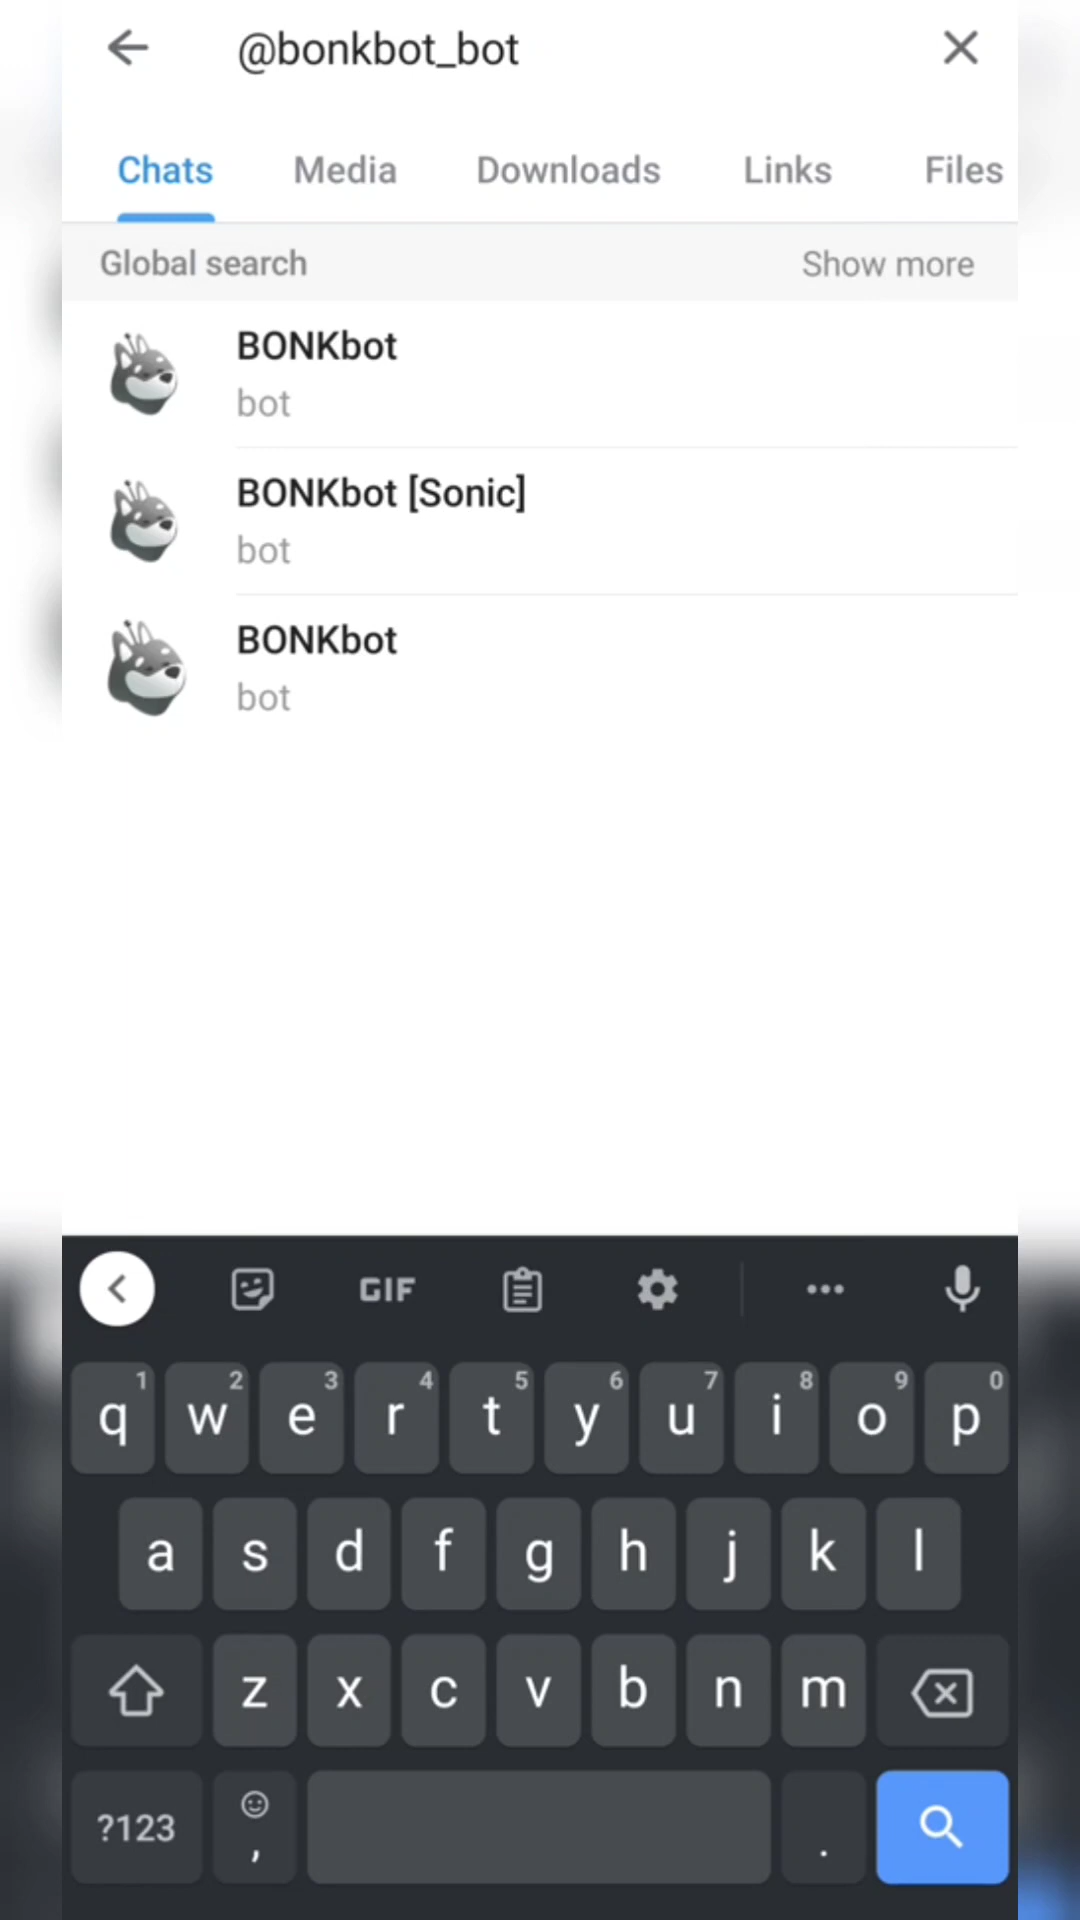 @bonkbot_bot
Chats Media Downloads Links Files
Global search Show more
BONKbot
bot
BONKbot [Sonic]
bot
BONKbot
bot
GIF
1 2 3 4 5 6 7 8 9 0
q w e r t y u i o p
a s d f g h j k l
z x c v b n m
?123 , .